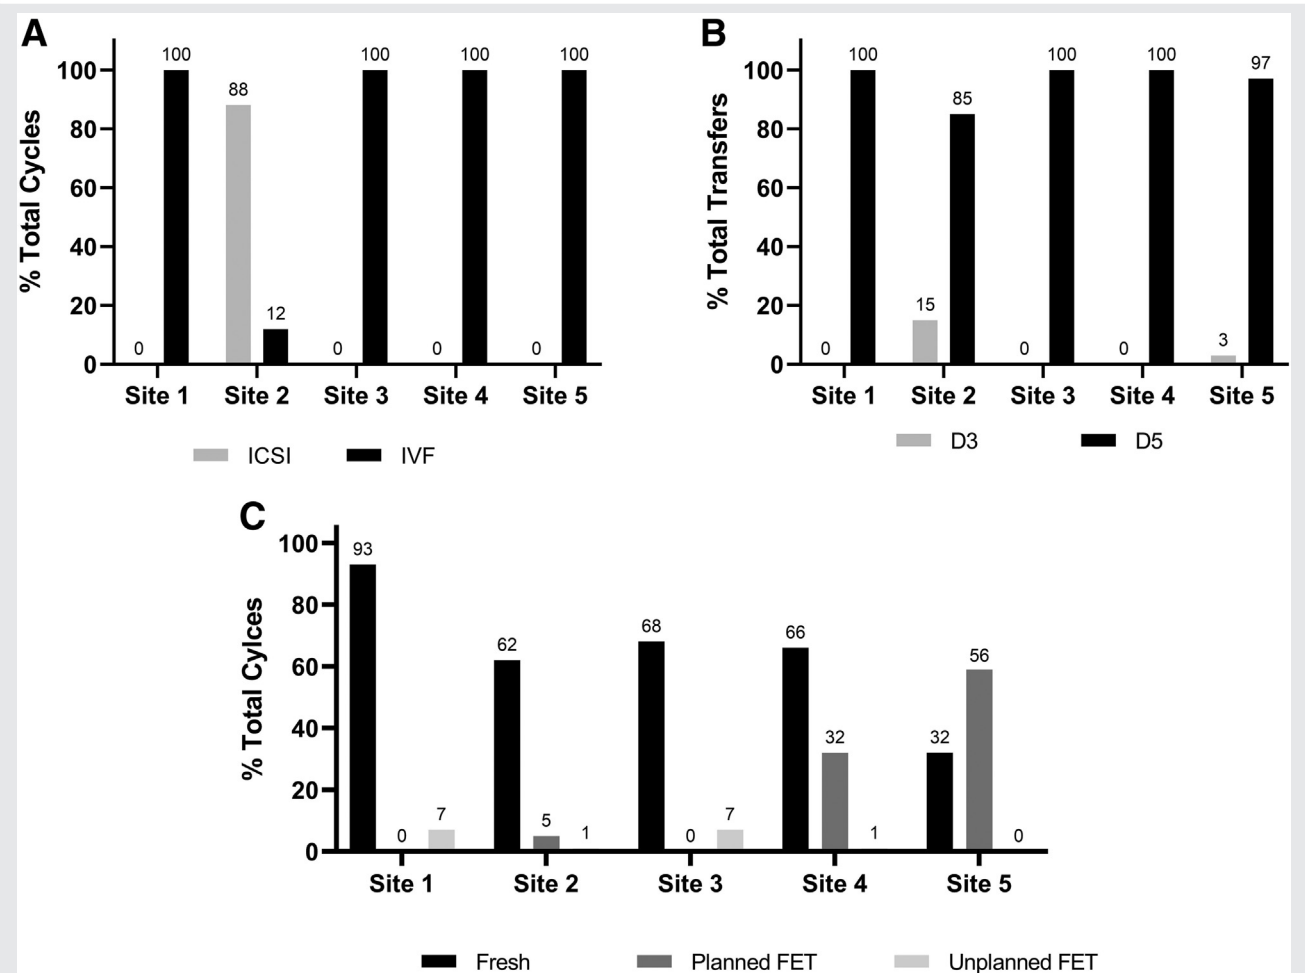 A
100 100 100 100
100
88
80
60
40
20
12
0 0 0 0
0
Site 1 Site 2 Site 3 Site 4 Site 5
% Total Cycles
ICSI IVF
B
100 100 100 97
100
85
80
60
40
20
15
0 0 0 3
0
Site 1 Site 2 Site 3 Site 4 Site 5
% Total Transfers
D3 D5
C
100
93
80
68
66
62
60
56
40
32 32
20
7 5 1 7 1
0 0 0
0
Site 1 Site 2 Site 3 Site 4 Site 5
% Total Cylces
Fresh Planned FET Unplanned FET